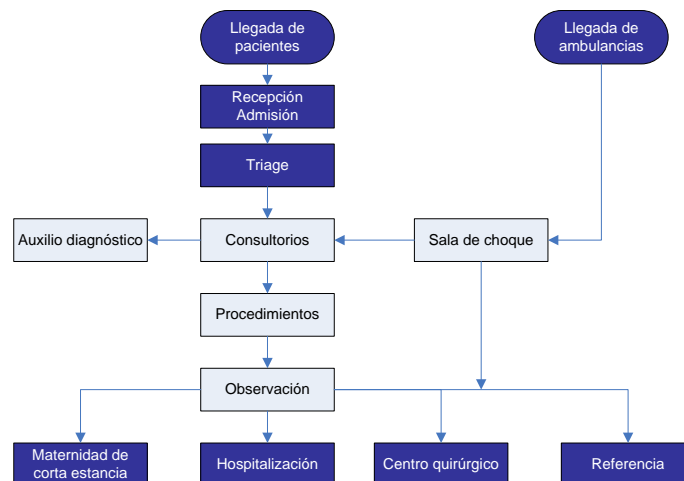 Llegada de
pacientes
Llegada de
ambulancias
Recepción
Admisión
Triage
Auxilio diagnóstico
Consultorios
Sala de choque
Procedimientos
Observación
Maternidad de
corta estancia
Hospitalización
Centro quirúrgico
Referencia